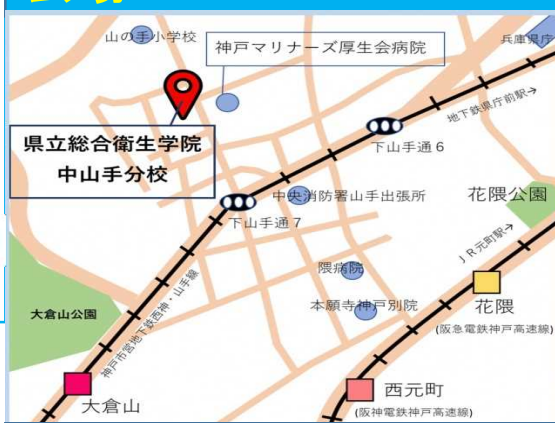 山の手小学校
神戸マリナーズ厚生会病院
兵庫県庁
地下鉄県庁前駅→
県立総合衛生学院
中山手分校
下山手通6
中央消防署山手出張所
花隈公園
下山手通7
JR元町駅→
隈病院
神戸市営地下鉄西神・山手線
大倉山公園
本願寺神戸別院
花隈
(阪急電鉄神戸高速線)
大倉山
西元町
(阪神電鉄神戸高速線)